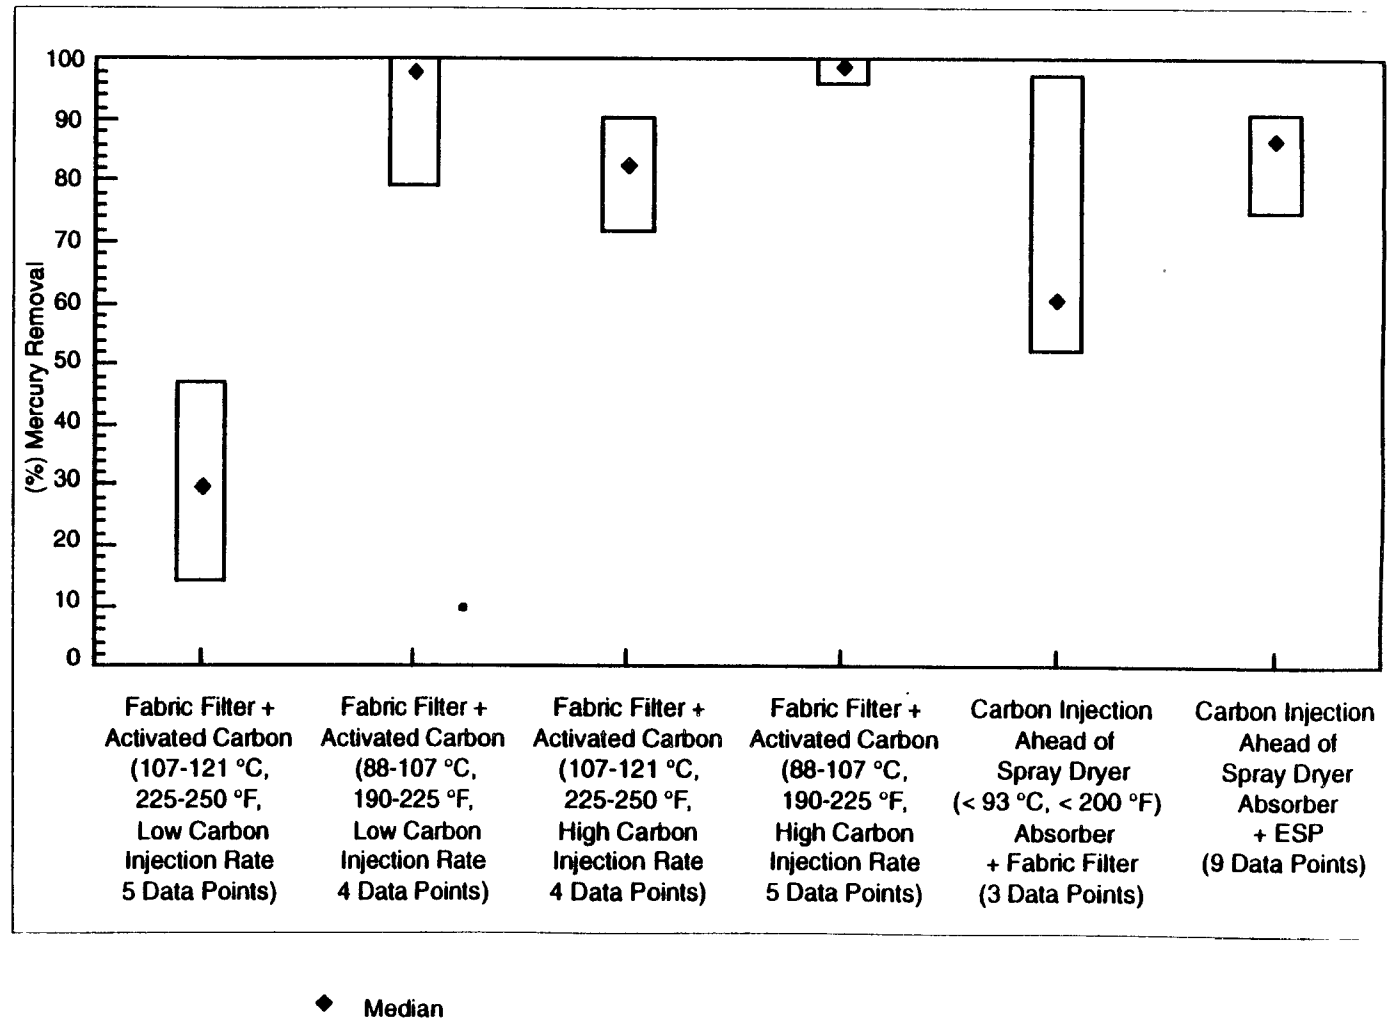 100
90
80
70
60
50
40
30
20
10
0
(%) Mercury Removal
Fabric Filter +
Activated Carbon
(107-121 °C,
225-250 °F,
Low Carbon
Injection Rate
5 Data Points)
Fabric Filter +
Activated Carbon
(88-107 °C,
190-225 °F,
Low Carbon
Injection Rate
4 Data Points)
Fabric Filter +
Activated Carbon
(107-121 °C,
225-250 °F,
High Carbon
Injection Rate
4 Data Points)
Fabric Filter +
Activated Carbon
(88-107 °C,
190-225 °F,
High Carbon
Injection Rate
5 Data Points)
Carbon Injection
Ahead of
Spray Dryer
(< 93 °C, < 200 °F)
Absorber
+ Fabric Filter
(3 Data Points)
Carbon Injection
Ahead of
Spray Dryer
Absorber
+ ESP
(9 Data Points)
Median